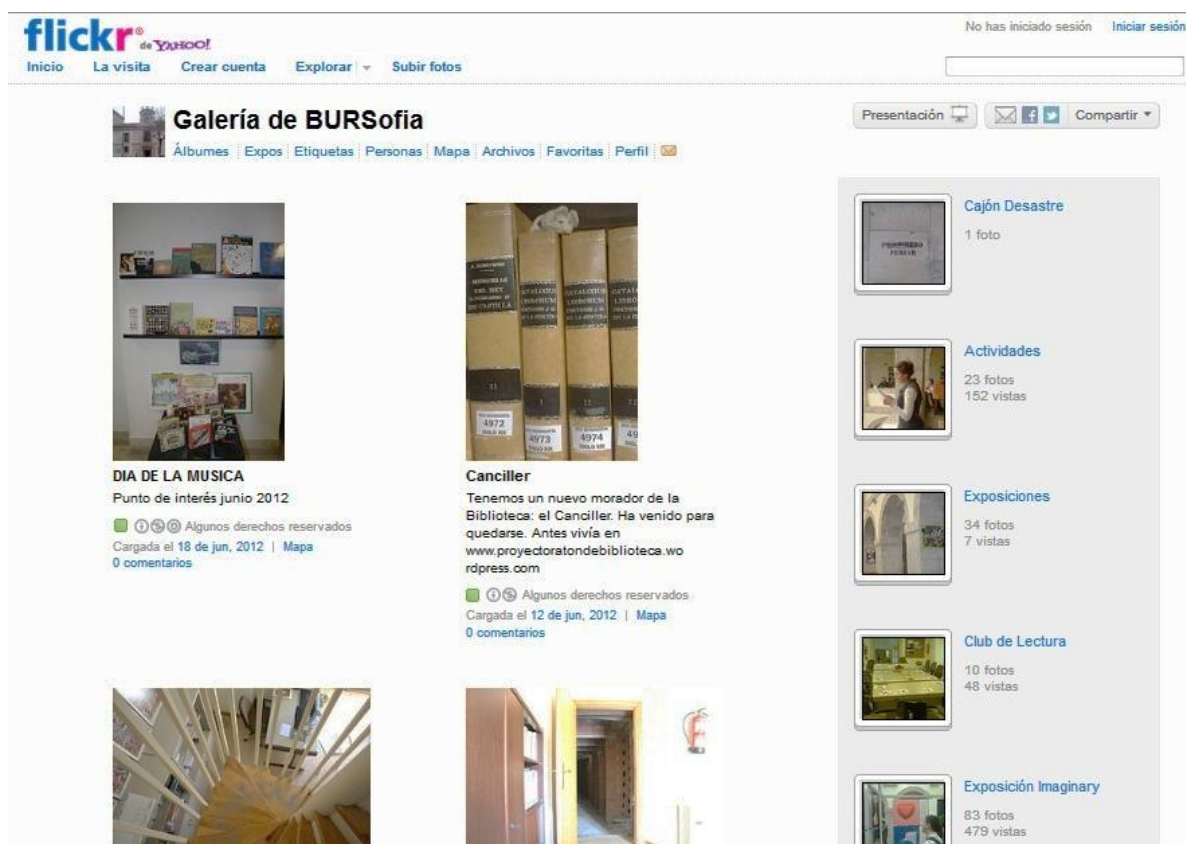 flickr® de YAHOO!
No has iniciado sesión Iniciar sesión
Inicio La visita Crear cuenta Explorar Subir fotos
Galería de BURSofia
Álbumes Expos Etiquetas Personas Mapa Archivos Favoritas Perfil
Presentación Compartir
DIA DE LA MUSICA
Punto de interés junio 2012
Algunos derechos reservados
Cargada el 18 de jun, 2012 | Mapa
0 comentarios
4972
4973
4974
Canciller
Tenemos un nuevo morador de la
Biblioteca: el Canciller. Ha venido para
quedarse. Antes vivía en
www.proyectoratondebiblioteca.wo
rdpress.com
Algunos derechos reservados
Cargada el 12 de jun, 2012 | Mapa
0 comentarios
Cajón Desastre
1 foto
Actividades
23 fotos
152 vistas
Exposiciones
34 fotos
7 vistas
Club de Lectura
10 fotos
48 vistas
Exposición Imaginary
83 fotos
479 vistas